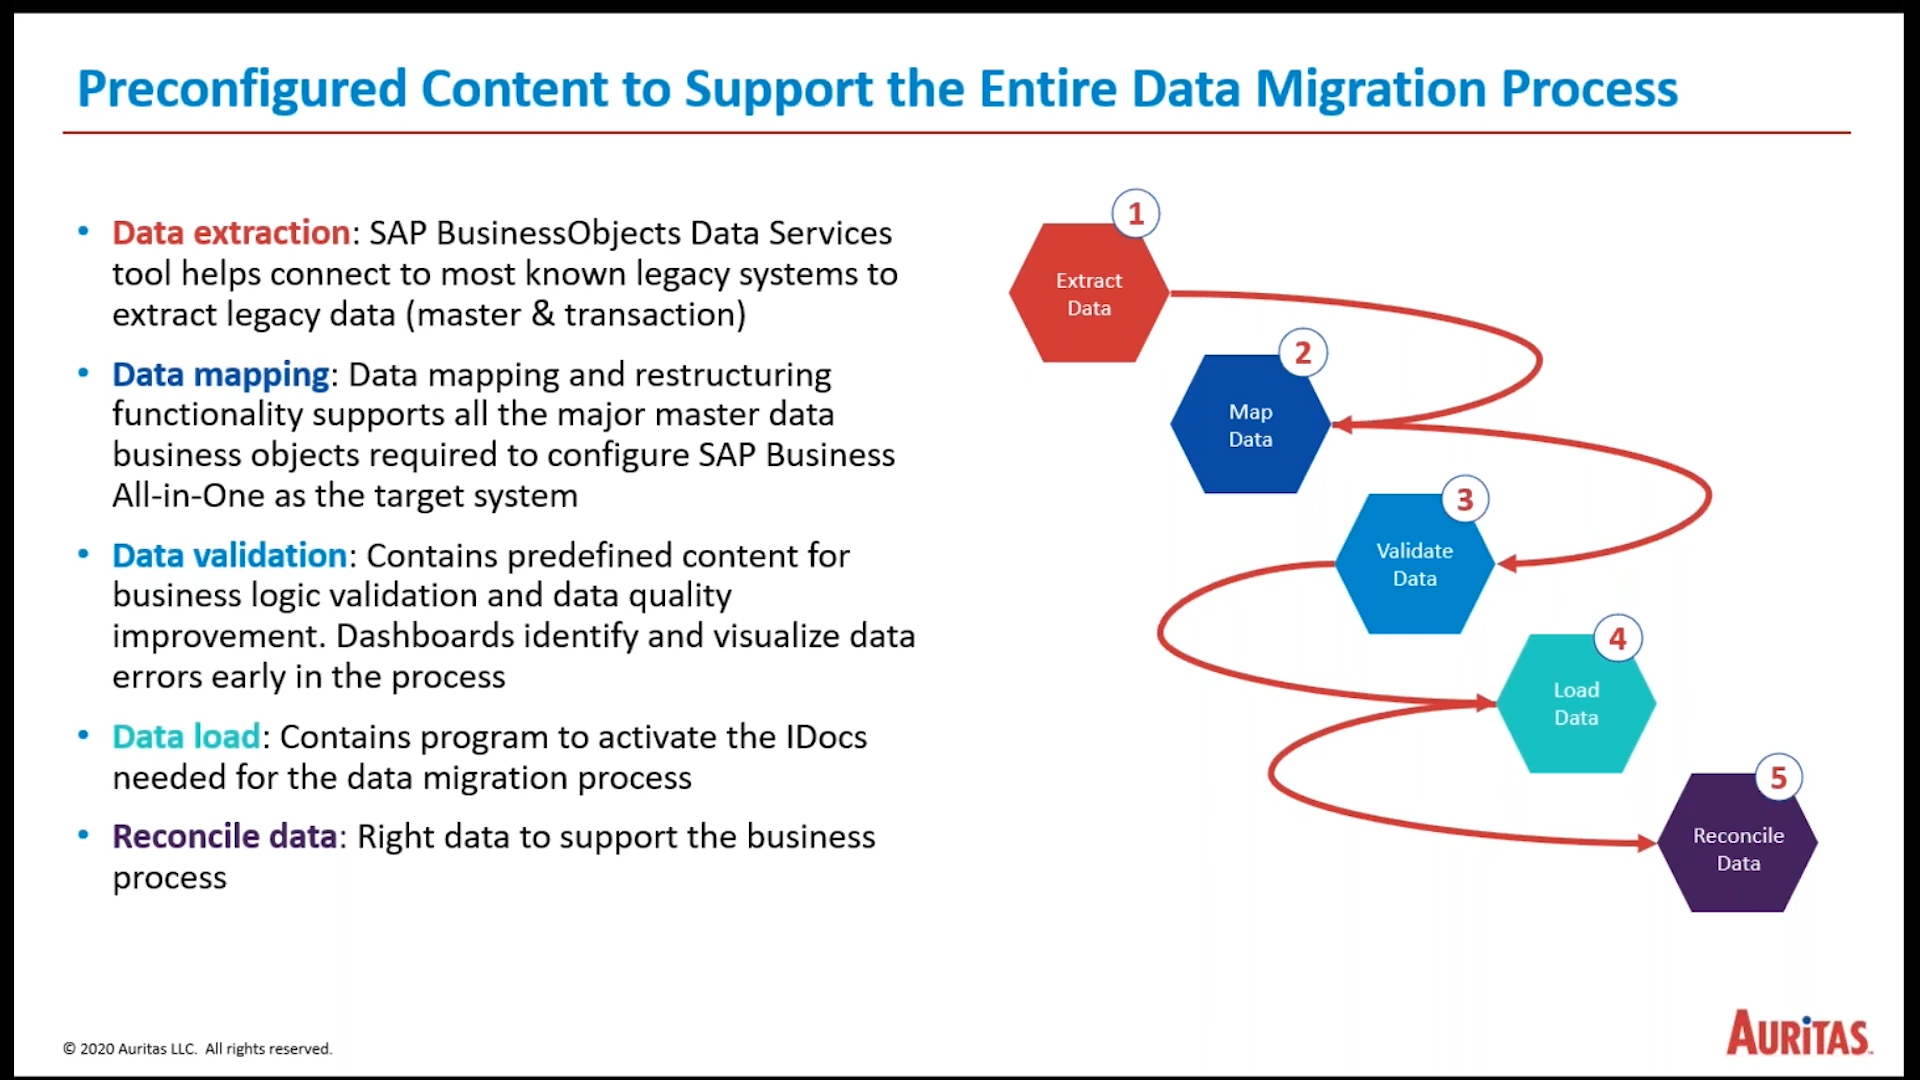 Preconfigured Content to Support the Entire Data Migration Process
• Data extraction: SAP BusinessObjects Data Services
tool helps connect to most known legacy systems to
extract legacy data (master & transaction)
• Data mapping: Data mapping and restructuring
functionality supports all the major master data
business objects required to configure SAP Business
All-in-One as the target system
• Data validation: Contains predefined content for
business logic validation and data quality
improvement. Dashboards identify and visualize data
errors early in the process
• Data load: Contains program to activate the IDocs
needed for the data migration process
• Reconcile data: Right data to support the business
process
1
Extract
Data
2
Map
Data
3
Validate
Data
4
Load
Data
5
Reconcile
Data
© 2020 Auritas LLC. All rights reserved.
AURiTAS